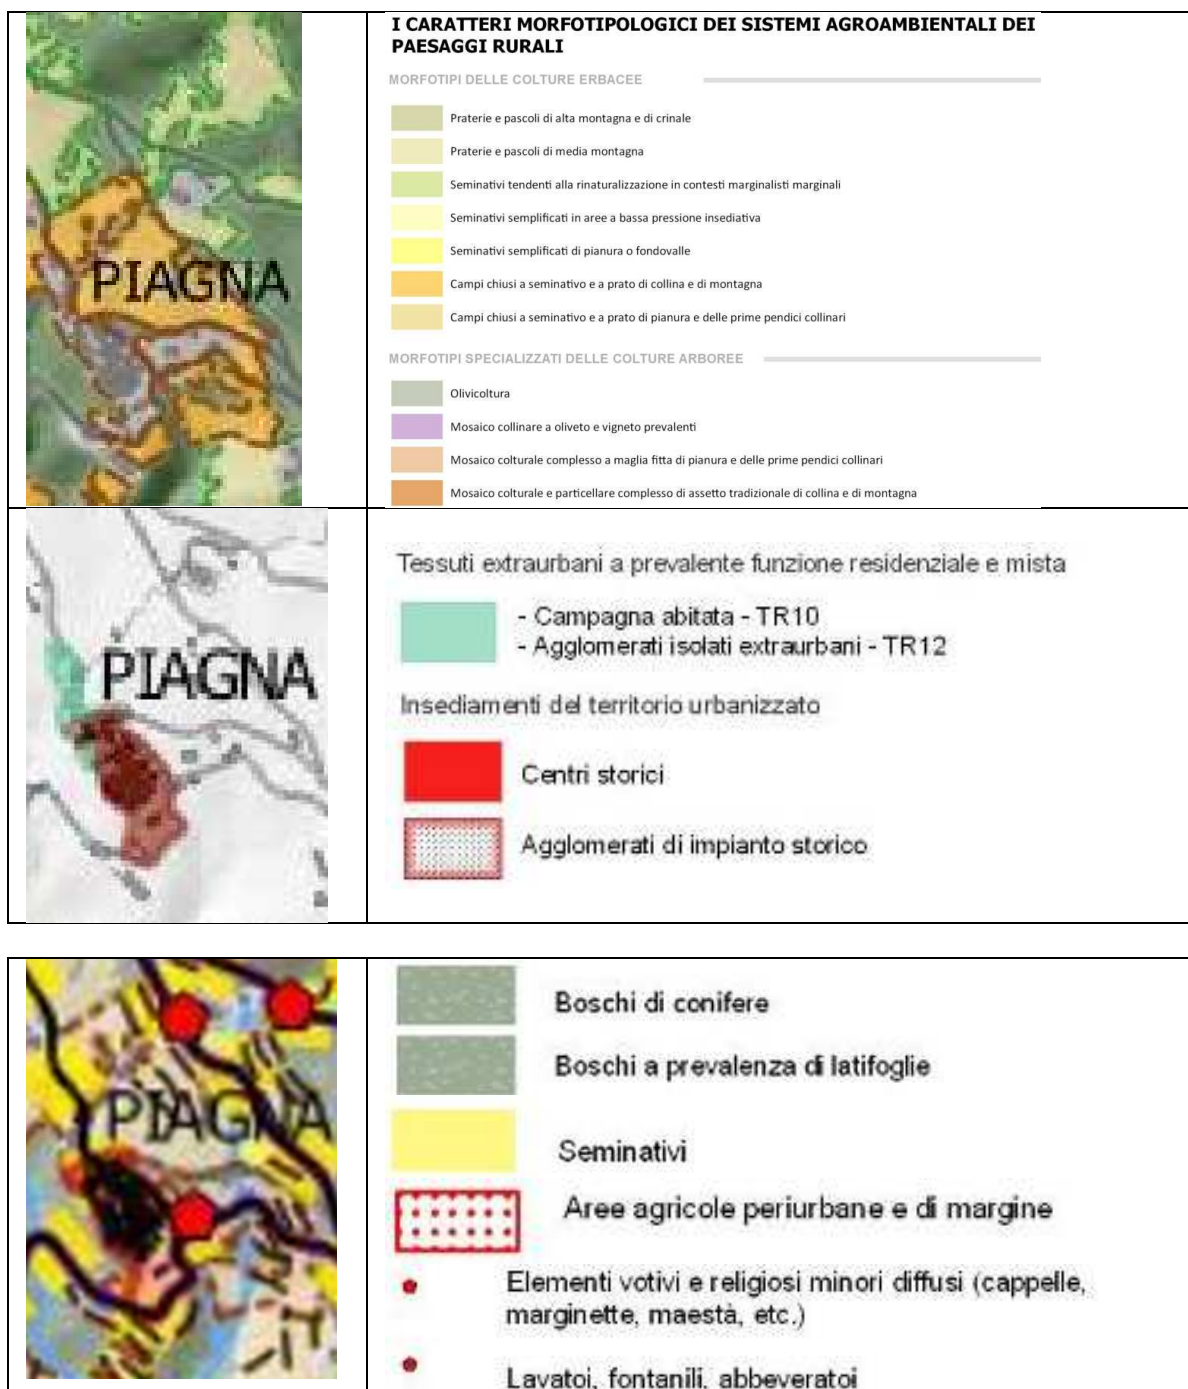 I CARATTERI MORFOTIPOLOGICI DEI SISTEMI AGROAMBIENTALI DEI
PAESAGGI RURALI
MORFOTIPI DELLE COLTURE ERBACEE
Praterie e pascoli di alta montagna e di crinale
Praterie e pascoli di media montagna
Seminativi tendenti alla rinaturalizzazione in contesti marginalisti marginali
Seminativi semplificati in aree a bassa pressione insediativa
Seminativi semplificati di pianura o fondovalle
Campi chiusi a seminativo e a prato di collina e di montagna
Campi chiusi a seminativo e a prato di pianura e delle prime pendici collinari
MORFOTIPI SPECIALIZZATI DELLE COLTURE ARBOREE
Olivicoltura
Mosaico collinare a oliveto e vigneto prevalenti
Mosaico colturale complesso a maglia fitta di pianura e delle prime pendici collinari
Mosaico colturale e particellare complesso di assetto tradizionale di collina e di montagna
PIAGNA
Tessuti extraurbani a prevalente funzione residenziale e mista
- Campagna abitata - TR10
- Agglomerati isolati extraurbani - TR12
Insediamenti del territorio urbanizzato
Centri storici
Agglomerati di impianto storico
PIAGNA
Boschi di conifere
Boschi a prevalenza di latifoglie
Seminativi
Aree agricole periurbane e di margine
Elementi votivi e religiosi minori diffusi (cappelle,
marginette, maestà, etc.)
Lavatoi, fontanili, abbeveratoi
PIAGNA